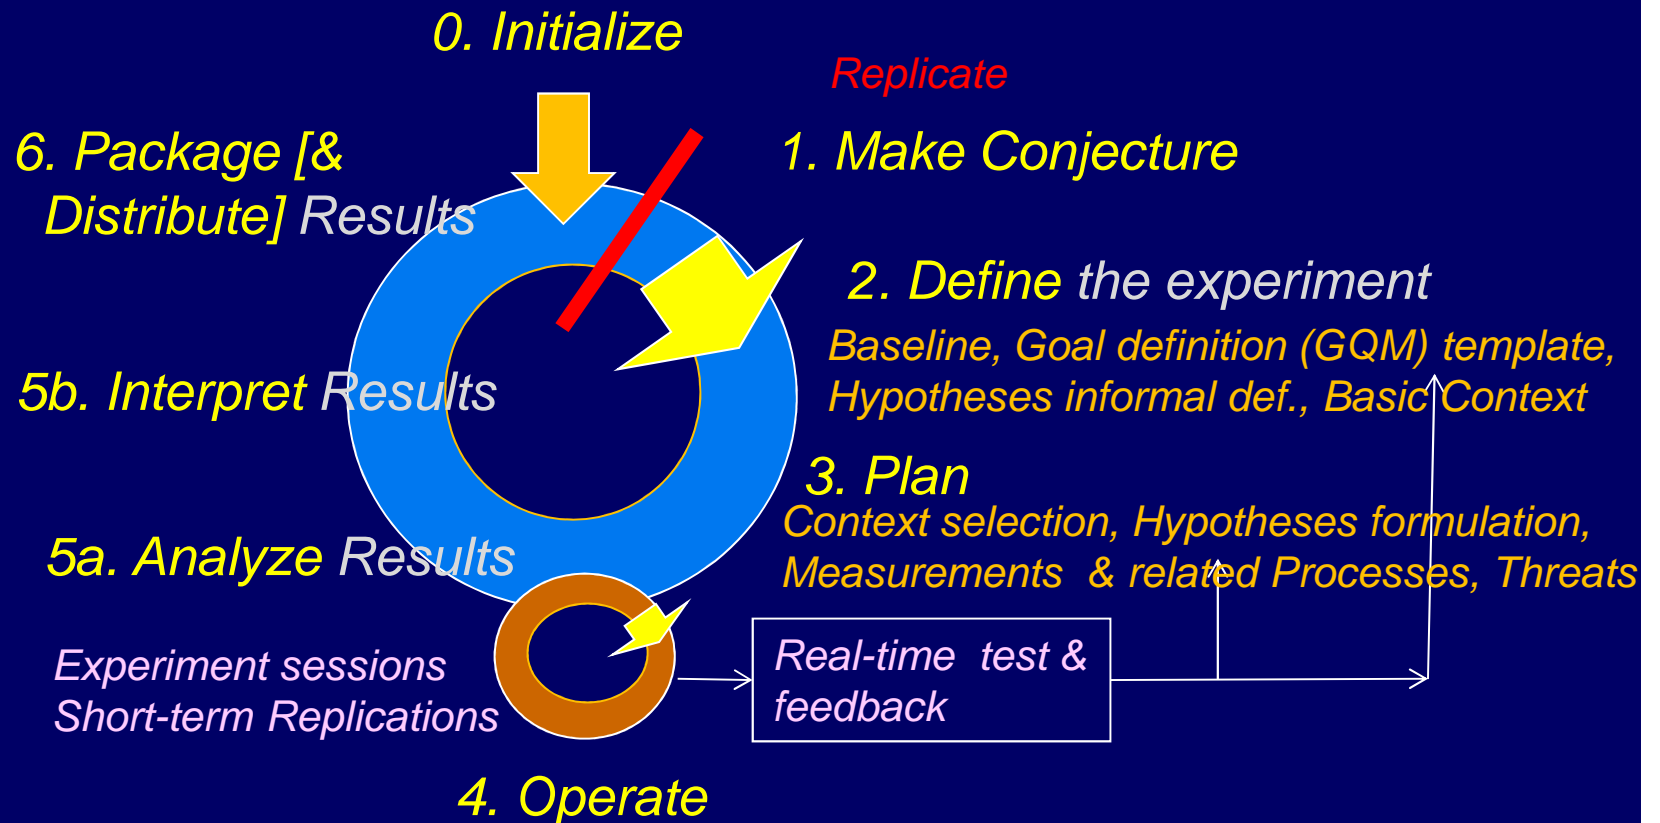 0. Initialize
Replicate
6. Package [&
Distribute] Results
1. Make Conjecture
2. Define the experiment
Baseline, Goal definition (GQM) template,
Hypotheses informal def., Basic Context
5b. Interpret Results
3. Plan
Context selection, Hypotheses formulation,
Measurements & related Processes, Threats
5a. Analyze Results
Experiment sessions
Short-term Replications
Real-time test &
feedback
4. Operate